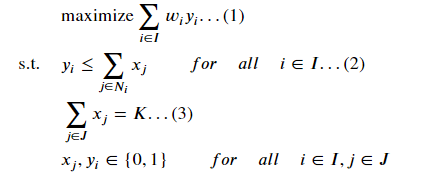 maximize ∑_{i∈I} w_i y_i . . . (1)
s.t. y_i ≤ ∑_{j∈N_i} x_j for all i ∈ I . . . (2)
∑_{j∈J} x_j = K . . . (3)
x_j, y_i ∈ {0, 1} for all i ∈ I, j ∈ J